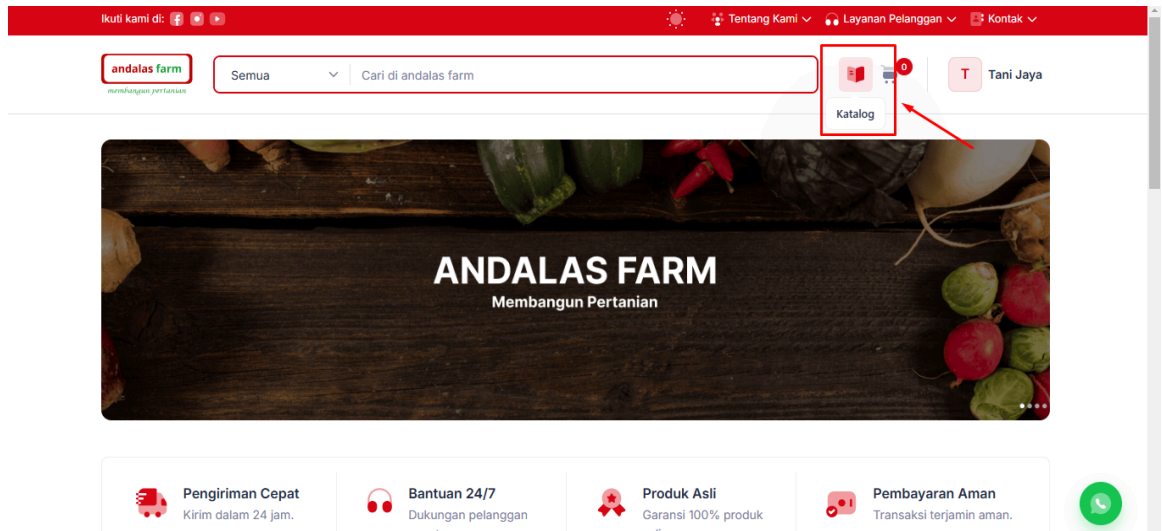 Ikuti kami di:
Tentang Kami
Layanan Pelanggan
Kontak
andalas farm
membangun pertanian
Semua
Cari di andalas farm
0
T
Tani Jaya
Katalog
ANDALAS FARM
Membangun Pertanian
Pengiriman Cepat
Kirim dalam 24 jam.
Bantuan 24/7
Dukungan pelanggan
Produk Asli
Garansi 100% produk
Pembayaran Aman
Transaksi terjamin aman.